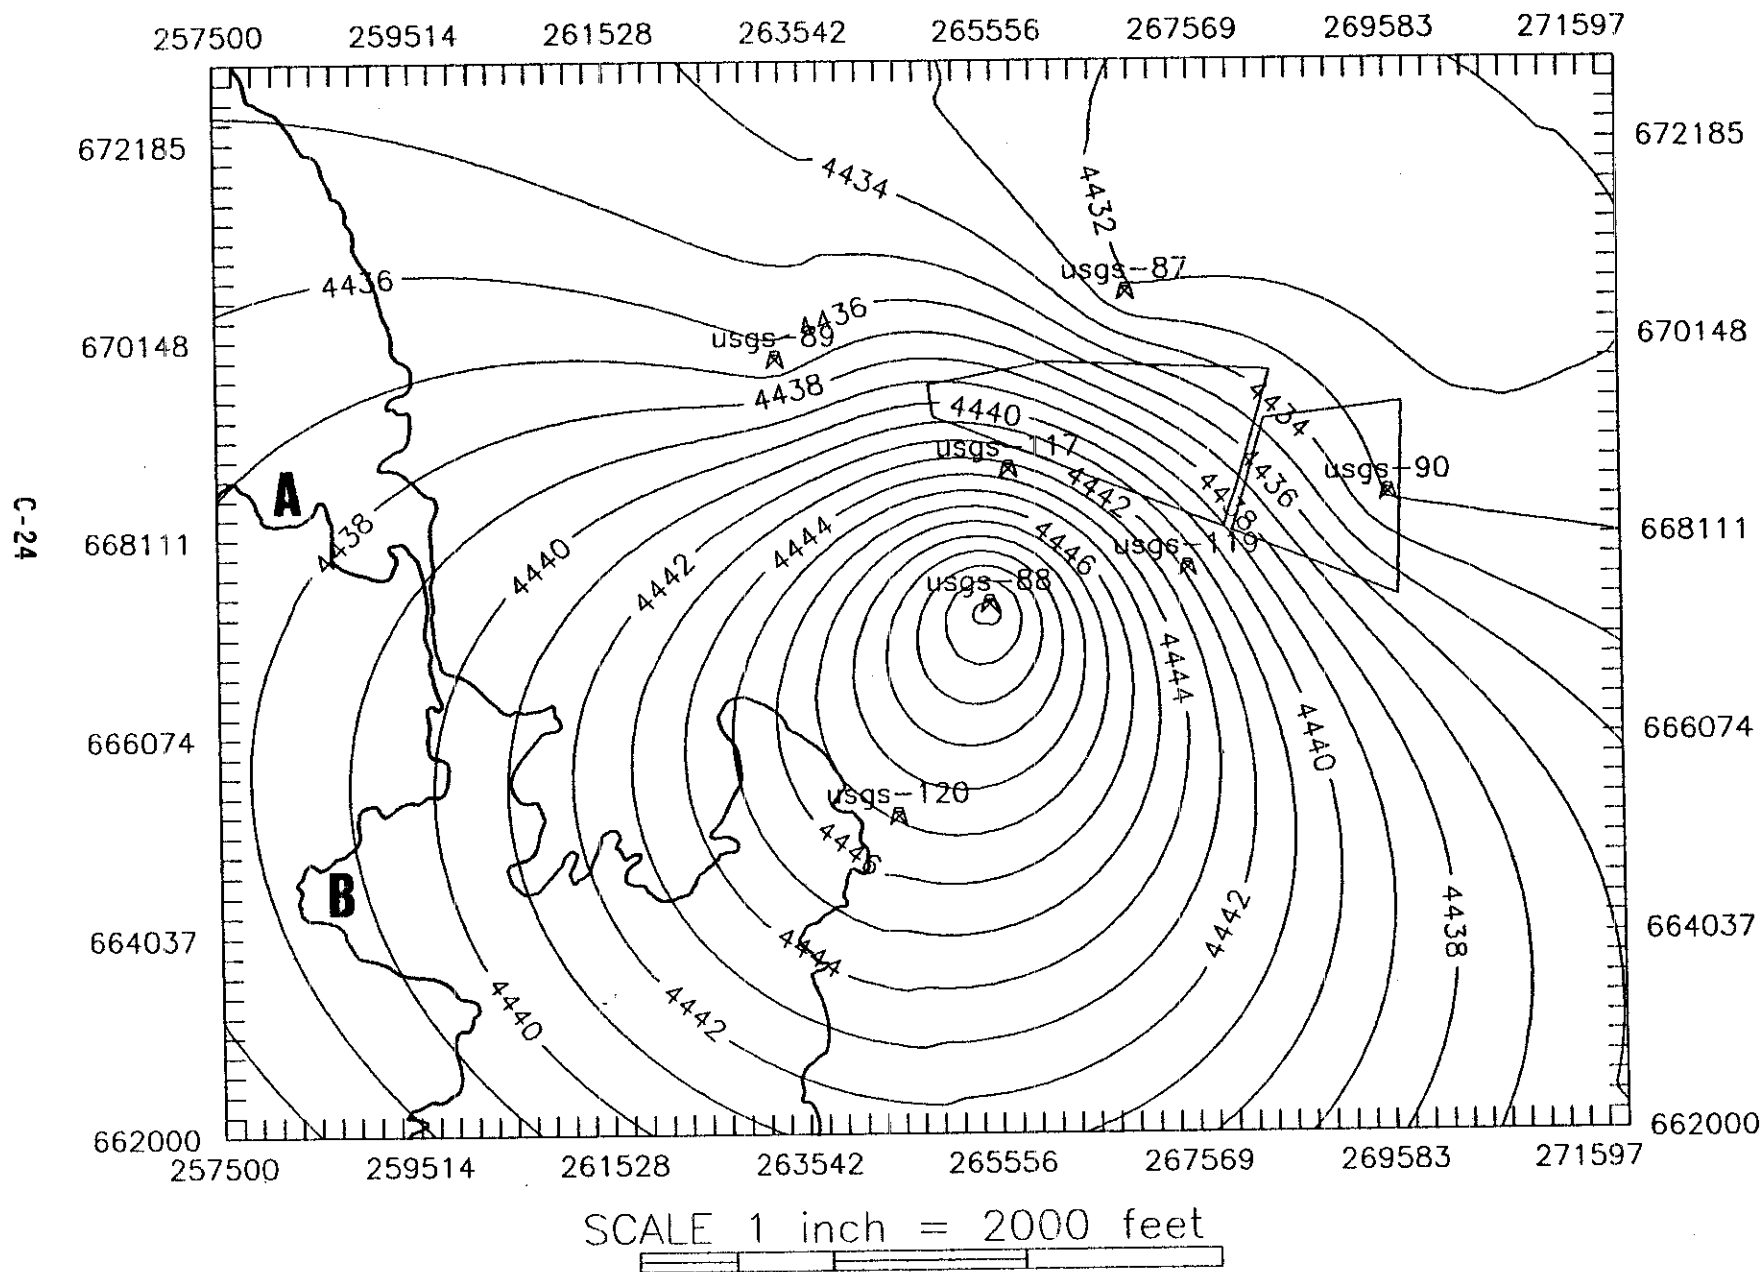 257500 259514 261528 263542 265556 267569 269583 271597
672185 672185
4434
4432
usgs-87
4436
4436
usgs-89
670148 670148
4438
4434
4440
usgs-117
usgs-90
4436
4442
4438
A
C-24
4438
4440
4442
4444
4446
usgs-119
668111 668111
usgs-88
4444
4440
666074 666074
usgs-120
4446
B
4442
4438
664037 664037
4444
4440
4442
662000 662000
257500 259514 261528 263542 265556 267569 269583 271597
SCALE 1 inch = 2000 feet